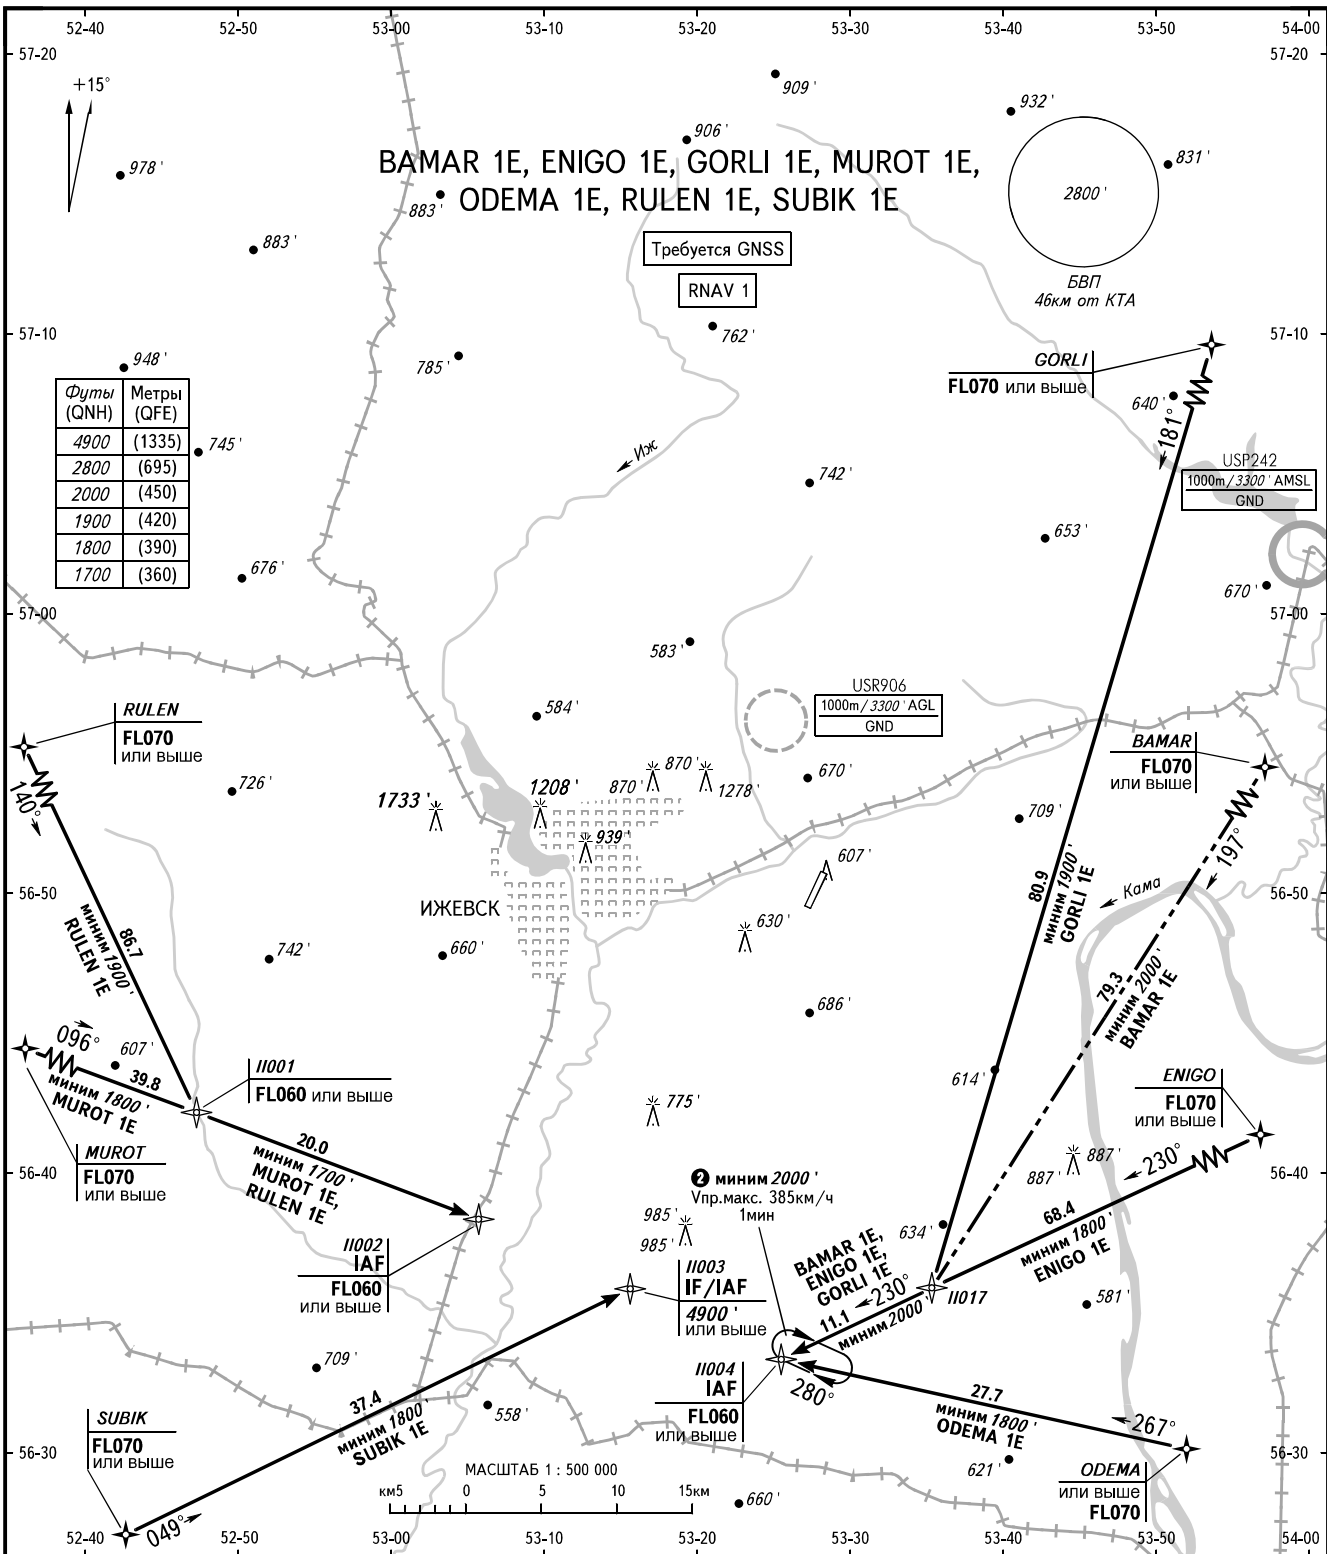 52-40 52-50 53-00 53-10 53-20 53-30 53-40 53-50 54-00
57-20 57-20
+15°
909'
932'
906'
BAMAR 1E, ENIGO 1E, GORLI 1E, MUROT 1E,
ODEMA 1E, RULEN 1E, SUBIK 1E
978'
831'
883'
2800'
883'
Требуется GNSS
RNAV 1
БВП
46км от КТА
57-10 57-10
762'
785'
948'
GORLI
FL070 или выше
640'
181°
Футы Метры
(QNH) (QFE)
4900 (1335)
2800 (695)
2000 (450)
1900 (420)
1800 (390)
1700 (360)
745'
Иж
742'
USP242
1000m/3300' AMSL
GND
653'
676'
670'
57-00 57-00
583'
584'
USR906
1000m/3300' AGL
GND
RULEN
FL070
или выше
BAMAR
FL070
или выше
140°
726'
1733'
1208'
870'
870'
1278'
670'
939'
709'
197°
607'
56-50 56-50
Кама
ИЖЕВСК
630'
660'
742'
86.7
миним 1900'
RULEN 1E
80.9
миним 1900'
GORLI 1E
79.3
миним 2000'
BAMAR 1E
686'
096°
607'
39.8
миним 1800'
MUROT 1E
II001
FL060 или выше
614'
ENIGO
FL070
или выше
775'
MUROT
FL070
или выше
20.0
миним 1700'
MUROT 1E,
RULEN 1E
56-40 56-40
887'
887'
230°
68.4
миним 1800'
ENIGO 1E
2 миним 2000'
Vпр.макс. 385км/ч
1мин
985'
985'
634'
BAMAR 1E,
ENIGO 1E,
GORLI 1E
230°
11.1
миним 2000'
II017
II002
IAF
FL060
или выше
II003
IF/IAF
4900'
или выше
581'
709'
II004
IAF
FL060
или выше
280°
27.7
миним 1800'
ODEMA 1E
267°
37.4
миним 1800'
SUBIK 1E
558'
SUBIK
FL070
или выше
56-30 56-30
621'
ODEMA
или выше
FL070
МАСШТАБ 1 : 500 000
км5 0 5 10 15км
660'
049°
52-40 52-50 53-00 53-10 53-20 53-30 53-40 53-50 54-00